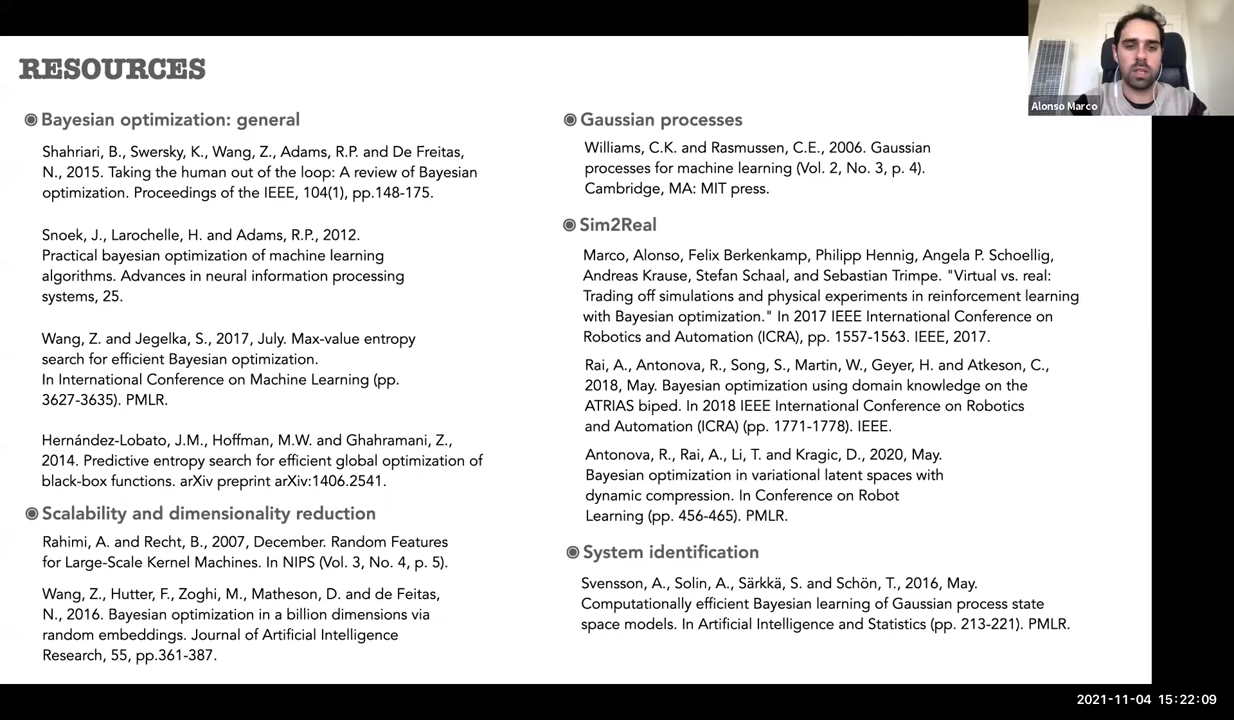 RESOURCES
Bayesian optimization: general
Shahriari, B., Swersky, K., Wang, Z., Adams, R.P. and De Freitas,
N., 2015. Taking the human out of the loop: A review of Bayesian
optimization. Proceedings of the IEEE, 104(1), pp.148-175.
Snoek, J., Larochelle, H. and Adams, R.P., 2012.
Practical bayesian optimization of machine learning
algorithms. Advances in neural information processing
systems, 25.
Wang, Z. and Jegelka, S., 2017, July. Max-value entropy
search for efficient Bayesian optimization.
In International Conference on Machine Learning (pp.
3627-3635). PMLR.
Hernández-Lobato, J.M., Hoffman, M.W. and Ghahramani, Z.,
2014. Predictive entropy search for efficient global optimization of
black-box functions. arXiv preprint arXiv:1406.2541.
Scalability and dimensionality reduction
Rahimi, A. and Recht, B., 2007, December. Random Features
for Large-Scale Kernel Machines. In NIPS (Vol. 3, No. 4, p. 5).
Wang, Z., Hutter, F., Zoghi, M., Matheson, D. and de Feitas,
N., 2016. Bayesian optimization in a billion dimensions via
random embeddings. Journal of Artificial Intelligence
Research, 55, pp.361-387.
Gaussian processes
Williams, C.K. and Rasmussen, C.E., 2006. Gaussian
processes for machine learning (Vol. 2, No. 3, p. 4).
Cambridge, MA: MIT press.
Sim2Real
Marco, Alonso, Felix Berkenkamp, Philipp Hennig, Angela P. Schoellig,
Andreas Krause, Stefan Schaal, and Sebastian Trimpe. "Virtual vs. real:
Trading off simulations and physical experiments in reinforcement learning
with Bayesian optimization." In 2017 IEEE International Conference on
Robotics and Automation (ICRA), pp. 1557-1563. IEEE, 2017.
Rai, A., Antonova, R., Song, S., Martin, W., Geyer, H. and Atkeson, C.,
2018, May. Bayesian optimization using domain knowledge on the
ATRIAS biped. In 2018 IEEE International Conference on Robotics
and Automation (ICRA) (pp. 1771-1778). IEEE.
Antonova, R., Rai, A., Li, T. and Kragic, D., 2020, May.
Bayesian optimization in variational latent spaces with
dynamic compression. In Conference on Robot
Learning (pp. 456-465). PMLR.
System identification
Svensson, A., Solin, A., Särkkä, S. and Schön, T., 2016, May.
Computationally efficient Bayesian learning of Gaussian process state
space models. In Artificial Intelligence and Statistics (pp. 213-221). PMLR.
Alonso Marco
2021-11-04 15:22:09